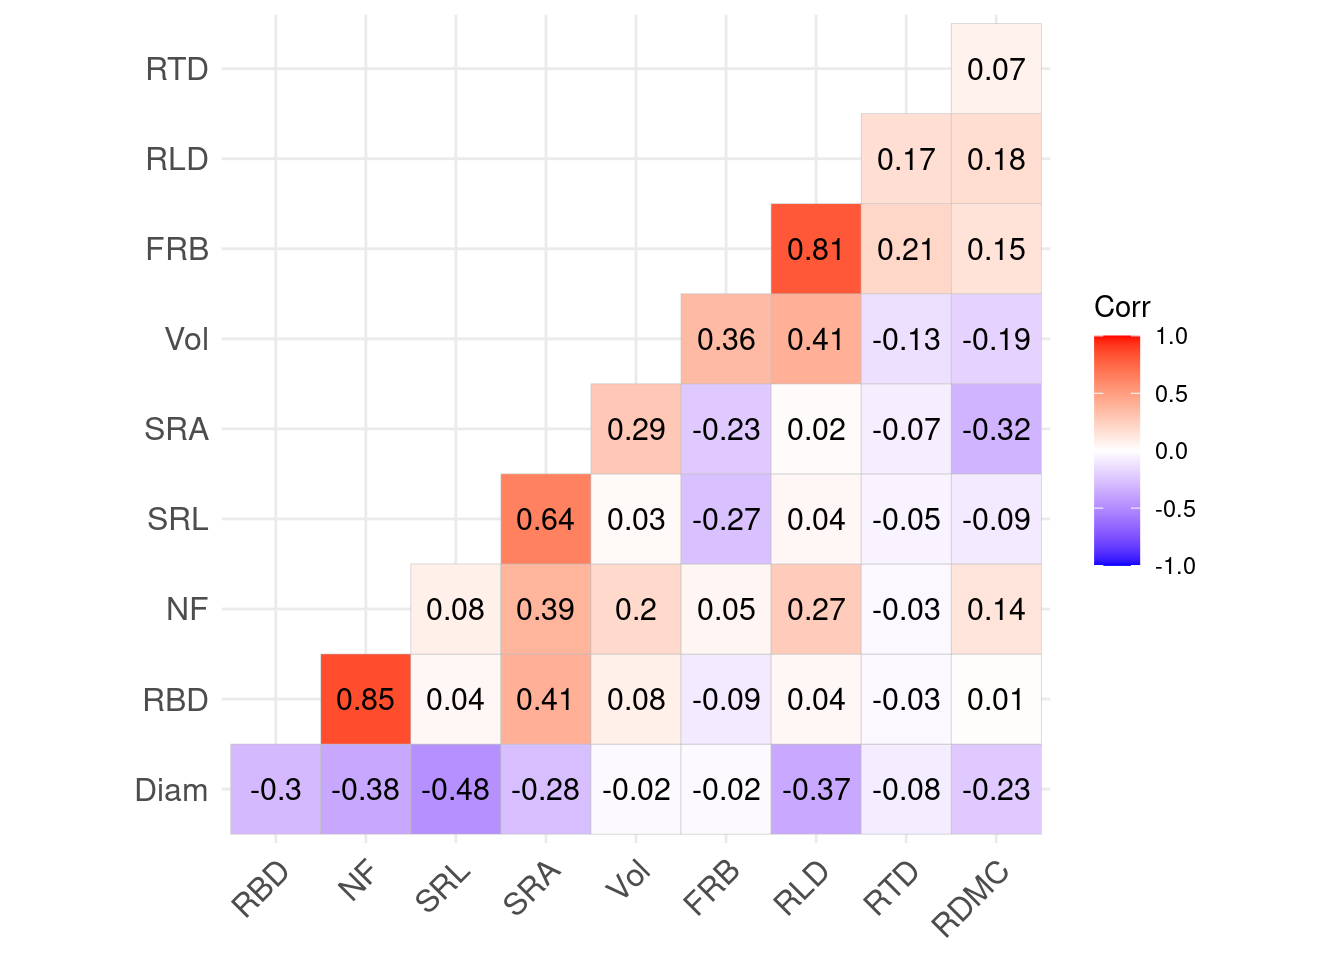 RTD 0.07
RLD 0.17 0.18
FRB 0.81 0.21 0.15
Vol 0.36 0.41 -0.13 -0.19
SRA 0.29 -0.23 0.02 -0.07 -0.32
SRL 0.64 0.03 -0.27 0.04 -0.05 -0.09
NF 0.08 0.39 0.2 0.05 0.27 -0.03 0.14
RBD 0.85 0.04 0.41 0.08 -0.09 0.04 -0.03 0.01
Diam -0.3 -0.38 -0.48 -0.28 -0.02 -0.02 -0.37 -0.08 -0.23
RBD NF SRL SRA Vol FRB RLD RTD RDMC
Corr
1.0
0.5
0.0
-0.5
-1.0